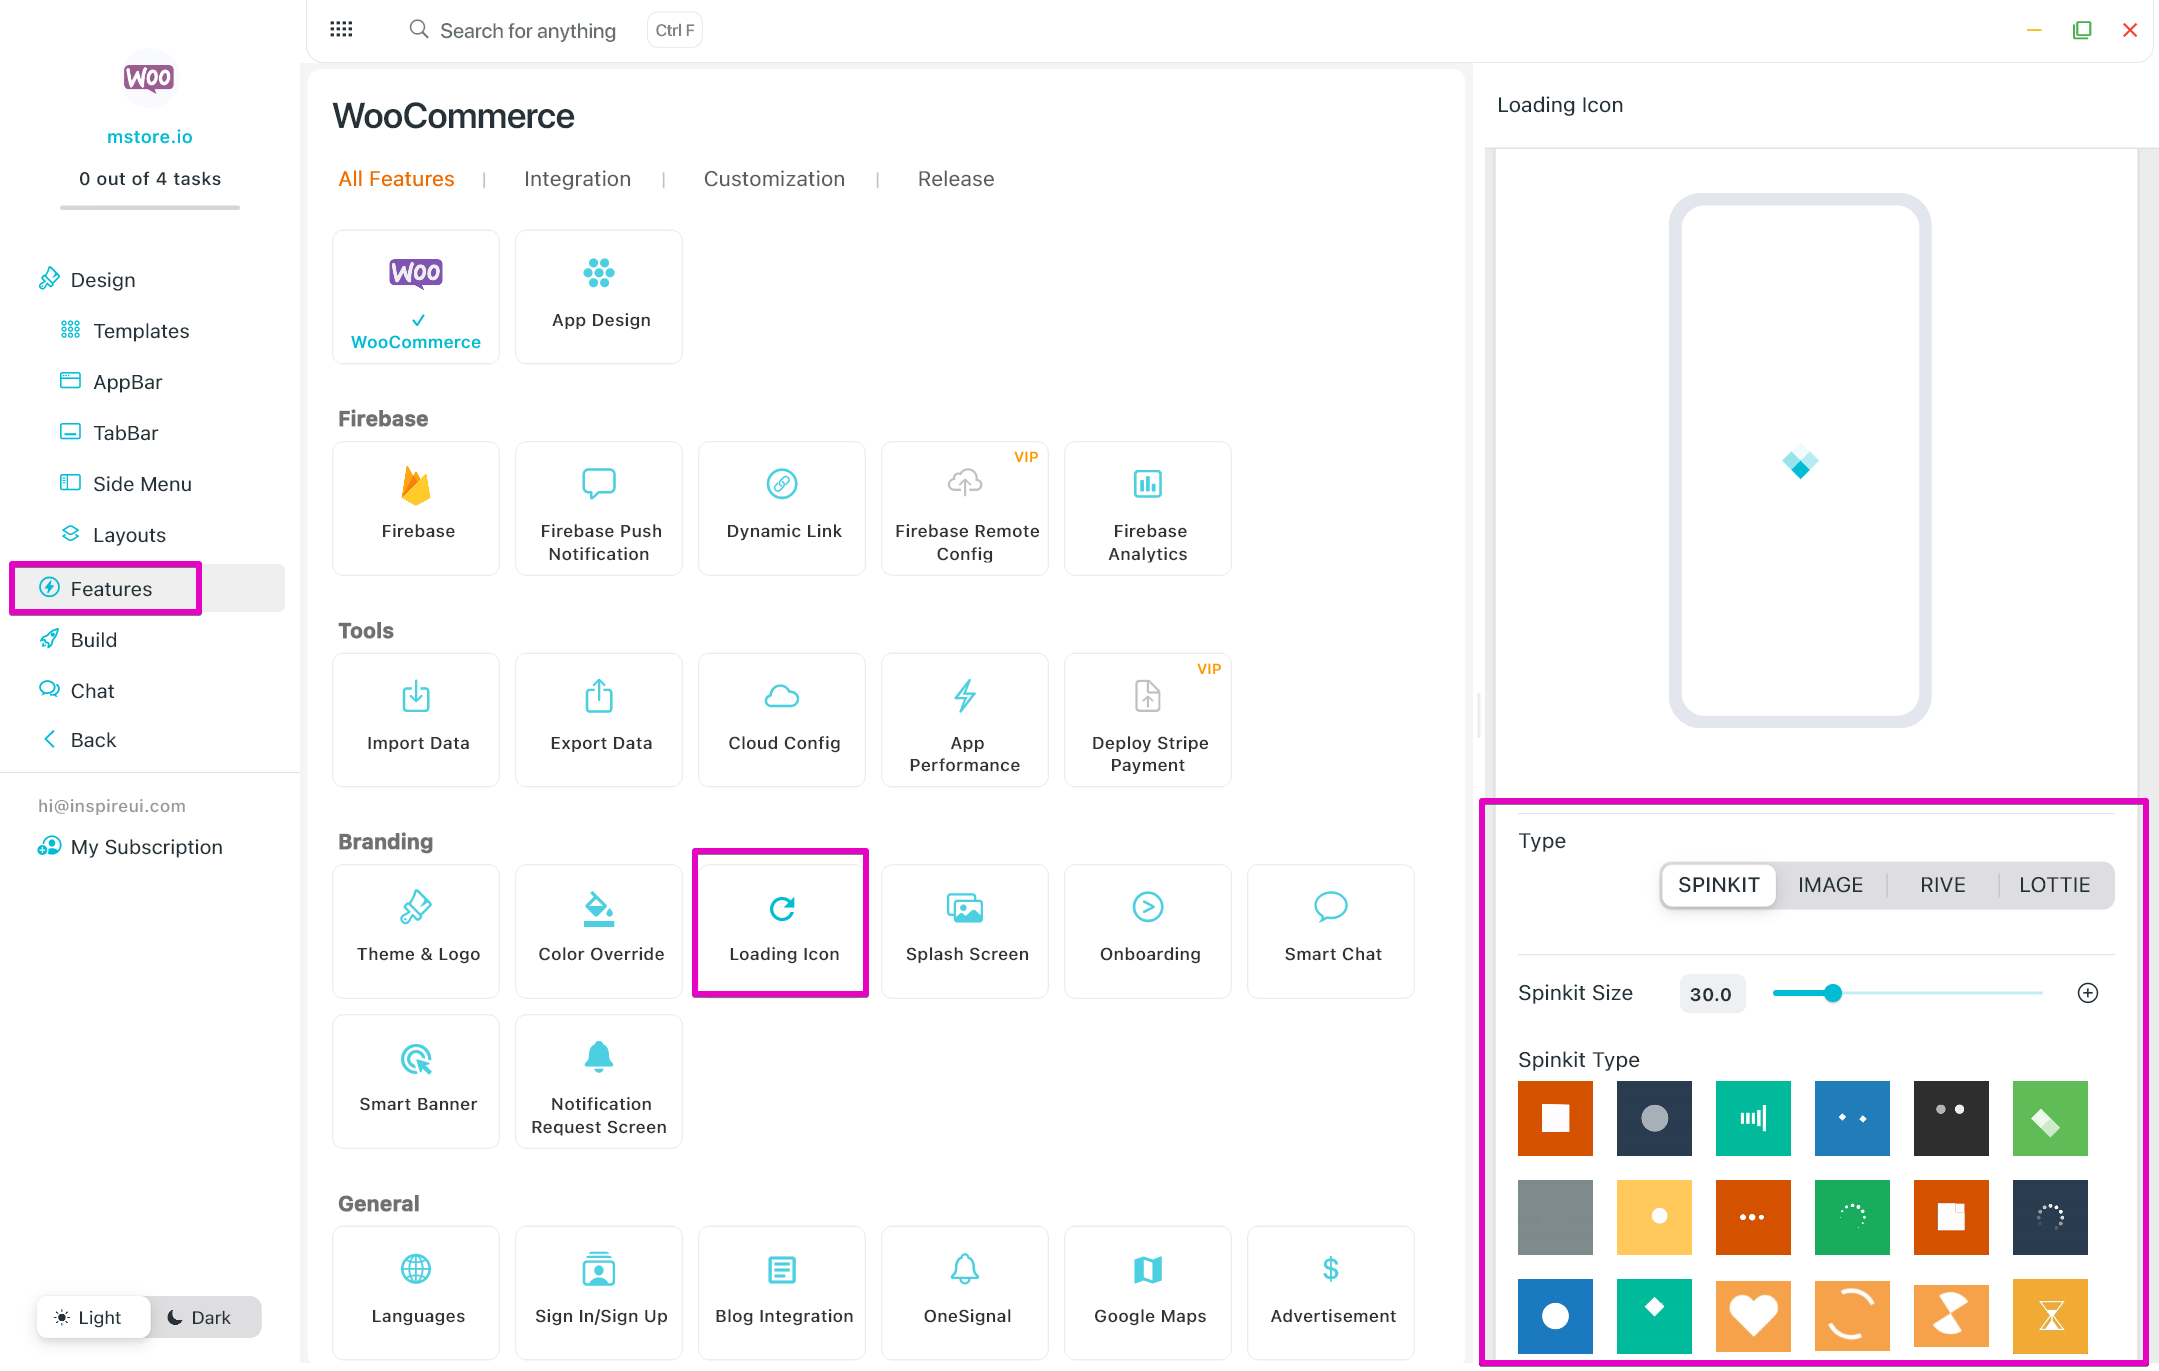 Search for anything
Ctrl F
WOO
mstore.io
0 out of 4 tasks
Design
Templates
AppBar
TabBar
Side Menu
Layouts
Features
Build
Chat
Back
hi@inspireui.com
My Subscription
Light
Dark
WooCommerce
All Features | Integration | Customization | Release
WOO
WooCommerce
App Design
Firebase
Firebase
Firebase Push
Notification
Dynamic Link
VIP
Firebase Remote
Config
Firebase
Analytics
Tools
Import Data
Export Data
Cloud Config
App
Performance
VIP
Deploy Stripe
Payment
Branding
Theme & Logo
Color Override
Loading Icon
Splash Screen
Onboarding
Smart Chat
Smart Banner
Notification
Request Screen
General
Languages
Sign In/Sign Up
Blog Integration
OneSignal
Google Maps
$
Advertisement
Loading Icon
Type
SPINKIT
IMAGE
RIVE
LOTTIE
Spinkit Size
30.0
Spinkit Type